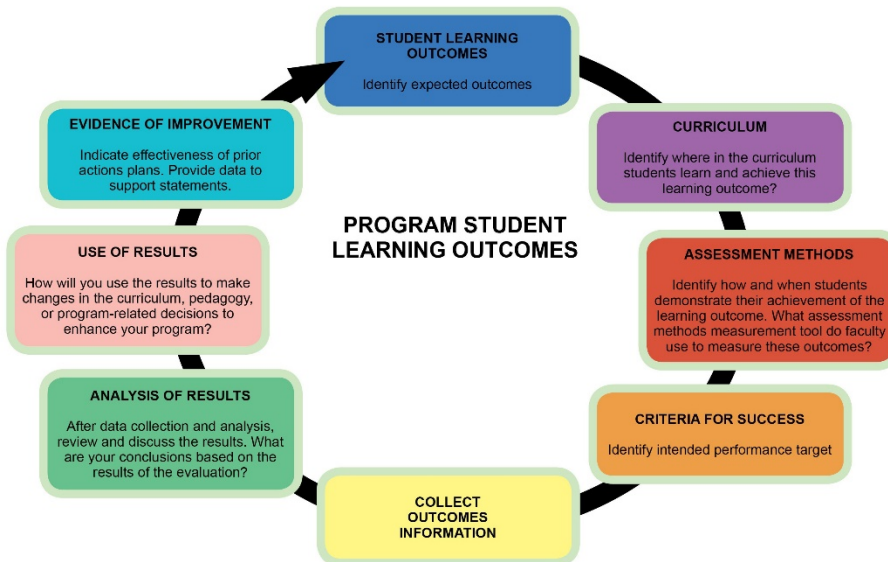 STUDENT LEARNING
OUTCOMES
Identify expected outcomes
CURRICULUM
Identify where in the curriculum
students learn and achieve this
learning outcome?
ASSESSMENT METHODS
Identify how and when students
demonstrate their achievement of the
learning outcome. What assessment
methods measurement tool do faculty
use to measure these outcomes?
CRITERIA FOR SUCCESS
Identify intended performance target
COLLECT
OUTCOMES
INFORMATION
ANALYSIS OF RESULTS
After data collection and analysis,
review and discuss the results. What
are your conclusions based on the
results of the evaluation?
USE OF RESULTS
How will you use the results to make
changes in the curriculum, pedagogy,
or program-related decisions to
enhance your program?
EVIDENCE OF IMPROVEMENT
Indicate effectiveness of prior
actions plans. Provide data to
support statements.
PROGRAM STUDENT
LEARNING OUTCOMES